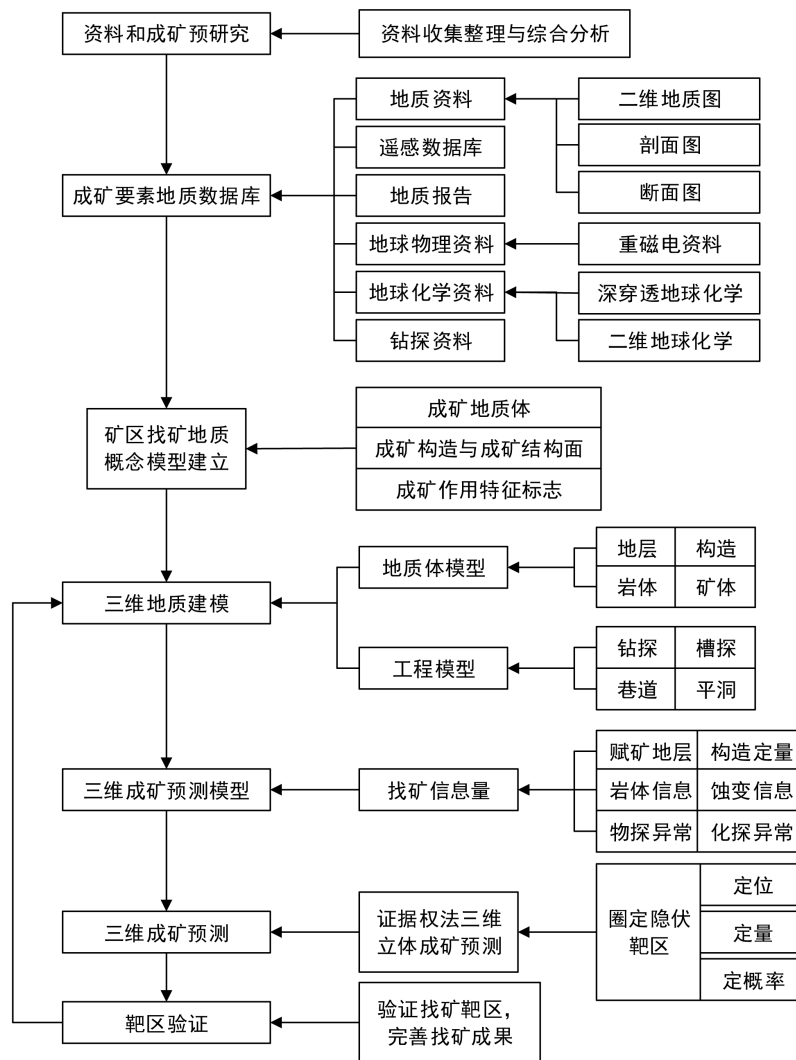 资料和成矿预研究
资料收集整理与综合分析
地质资料
二维地质图
遥感数据库
剖面图
成矿要素地质数据库
地质报告
断面图
地球物理资料
重磁电资料
地球化学资料
深穿透地球化学
钻探资料
二维地球化学
矿区找矿地质
概念模型建立
成矿地质体
成矿构造与成矿结构面
成矿作用特征标志
三维地质建模
地质体模型
地层
构造
岩体
矿体
工程模型
钻探
槽探
巷道
平洞
三维成矿预测模型
找矿信息量
赋矿地层
构造定量
岩体信息
蚀变信息
物探异常
化探异常
三维成矿预测
证据权法三维
立体成矿预测
圈定隐伏
靶区
定位
定量
定概率
靶区验证
验证找矿靶区，
完善找矿成果